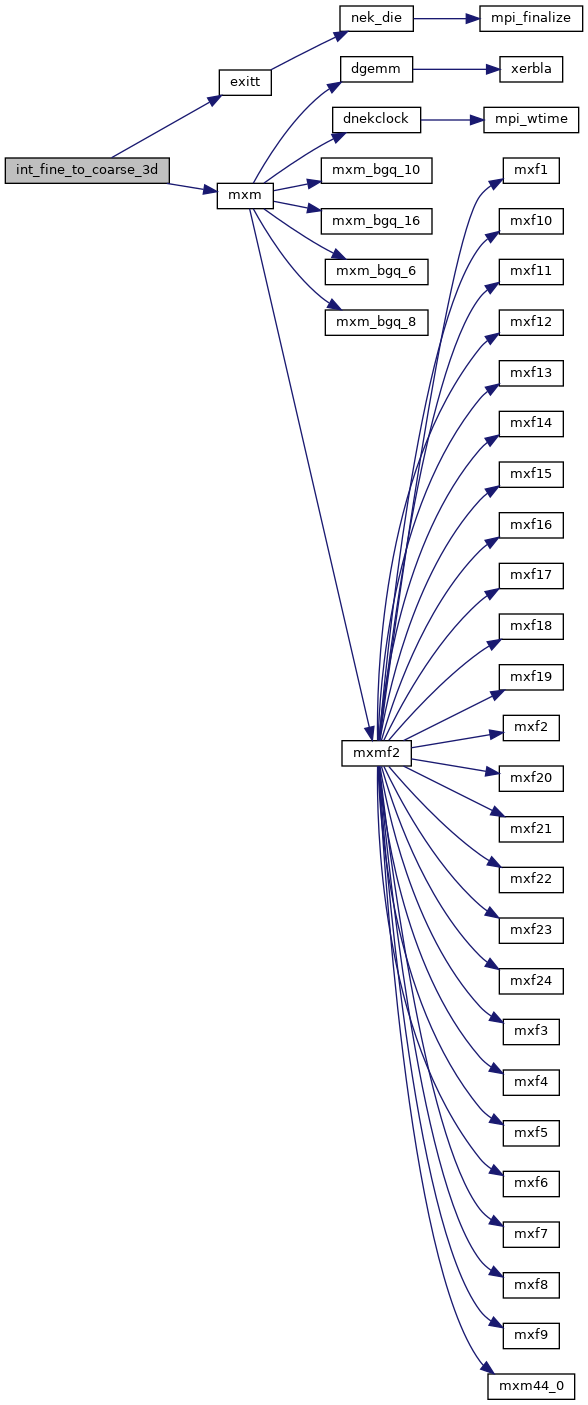 nek_die
mpi_finalize
exitt
dgemm
xerbla
dnekclock
mpi_wtime
int_fine_to_coarse_3d
mxm
mxm_bgq_10
mxm_bgq_16
mxm_bgq_6
mxm_bgq_8
mxmf2
mxf1
mxf10
mxf11
mxf12
mxf13
mxf14
mxf15
mxf16
mxf17
mxf18
mxf19
mxf2
mxf20
mxf21
mxf22
mxf23
mxf24
mxf3
mxf4
mxf5
mxf6
mxf7
mxf8
mxf9
mxm44_0